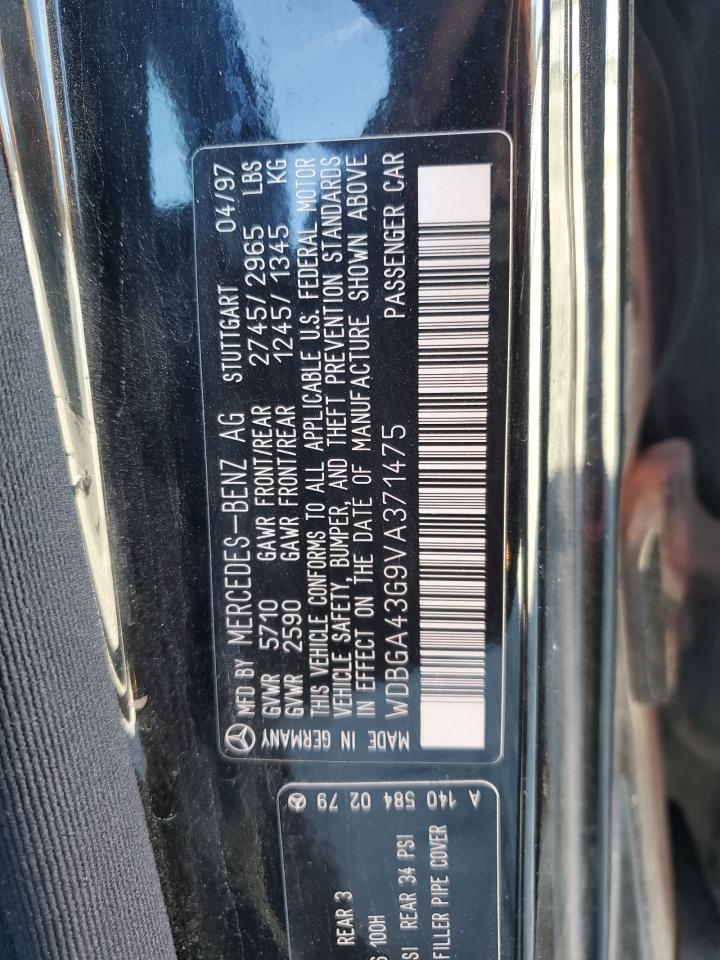 MFD BY MERCEDES-BENZ AG STUTTGART 04/97
GVWR 5710 GAWR FRONT/REAR 2745/2965 LBS
GVWR 2590 GAWR FRONT/REAR 1245/1345 KG
THIS VEHICLE CONFORMS TO ALL APPLICABLE U.S. FEDERAL MOTOR
VEHICLE SAFETY, BUMPER, AND THEFT PREVENTION STANDARDS
IN EFFECT ON THE DATE OF MANUFACTURE SHOWN ABOVE
WDBGA43G9VA371475 PASSENGER CAR
MADE IN GERMANY
A 140 584 02 79
REAR 3
100H
REAR 34 PSI
FILLER PIPE COVER